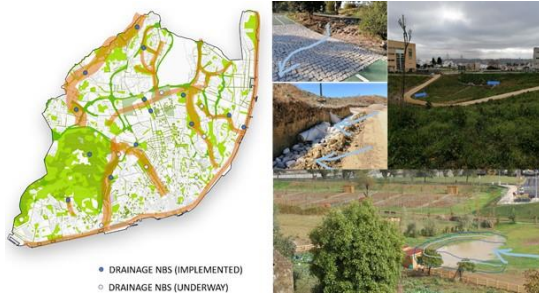 DRAINAGE NBS (IMPLEMENTED)
DRAINAGE NBS (UNDERWAY)